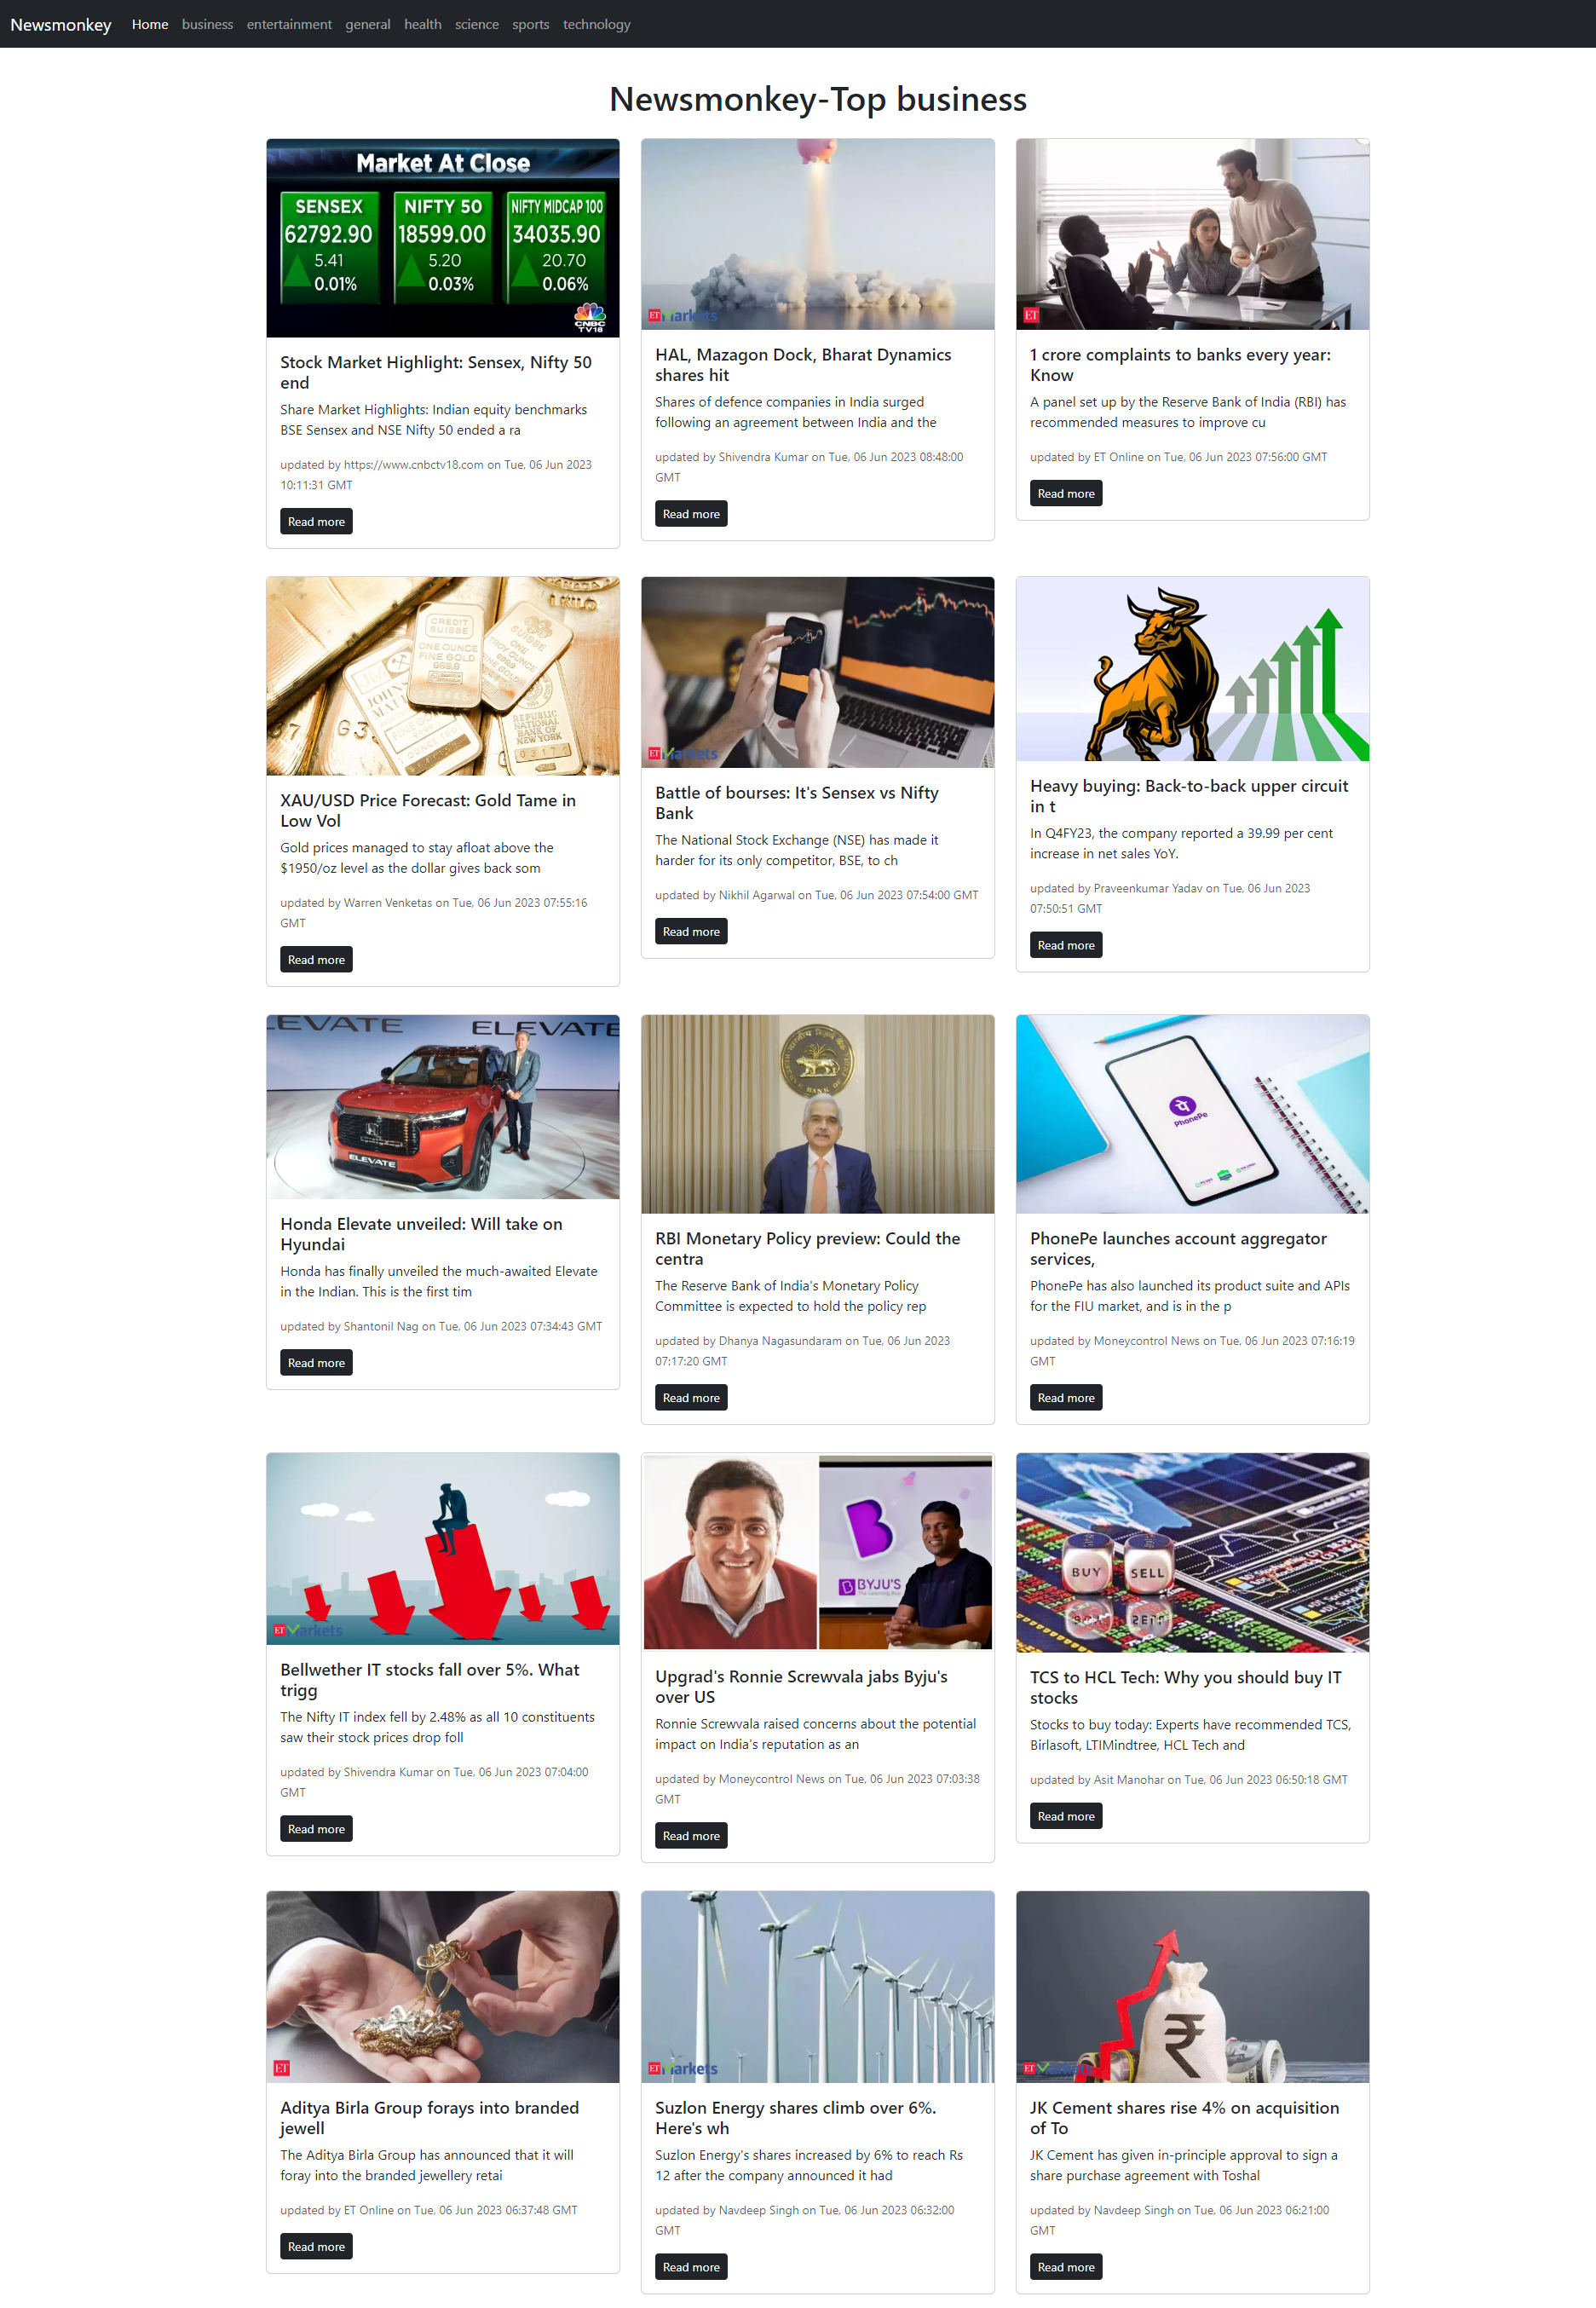 Newsmonkey Home business entertainment general health science sports technology
Newsmonkey-Top business
Market At Close
SENSEX
62792.90
5.41
0.01%
NIFTY 50
18599.00
5.20
0.03%
NIFTY MIDCAP 100
34035.90
20.70
0.06%
CNBC
TV18
Stock Market Highlight: Sensex, Nifty 50
end
Share Market Highlights: Indian equity benchmarks
BSE Sensex and NSE Nifty 50 ended a ra
updated by https://www.cnbctv18.com on Tue, 06 Jun 2023
10:11:31 GMT
Read more
ET Markets
HAL, Mazagon Dock, Bharat Dynamics
shares hit
Shares of defence companies in India surged
following an agreement between India and the
updated by Shivendra Kumar on Tue, 06 Jun 2023 08:48:00
GMT
Read more
ET
1 crore complaints to banks every year:
Know
A panel set up by the Reserve Bank of India (RBI) has
recommended measures to improve cu
updated by ET Online on Tue, 06 Jun 2023 07:56:00 GMT
Read more
CREDIT
SUISSE
ONE OUNCE
FINE GOLD
999.9
REPUBLIC
NATIONAL
BANK OF
NEW YORK
XAU/USD Price Forecast: Gold Tame in
Low Vol
Gold prices managed to stay afloat above the
$1950/oz level as the dollar gives back som
updated by Warren Venketas on Tue, 06 Jun 2023 07:55:16
GMT
Read more
ET Markets
Battle of bourses: It's Sensex vs Nifty
Bank
The National Stock Exchange (NSE) has made it
harder for its only competitor, BSE, to ch
updated by Nikhil Agarwal on Tue, 06 Jun 2023 07:54:00 GMT
Read more
Heavy buying: Back-to-back upper circuit
in t
In Q4FY23, the company reported a 39.99 per cent
increase in net sales YoY.
updated by Praveenkumar Yadav on Tue, 06 Jun 2023
07:50:51 GMT
Read more
ELEVATE ELEVATE
ELEVATE
Honda Elevate unveiled: Will take on
Hyundai
Honda has finally unveiled the much-awaited Elevate
in the Indian. This is the first tim
updated by Shantonil Nag on Tue, 06 Jun 2023 07:34:43 GMT
Read more
RBI Monetary Policy preview: Could the
centra
The Reserve Bank of India's Monetary Policy
Committee is expected to hold the policy rep
updated by Dhanya Nagasundaram on Tue, 06 Jun 2023
07:17:20 GMT
Read more
PhonePe
PhonePe launches account aggregator
services,
PhonePe has also launched its product suite and APIs
for the FIU market, and is in the p
updated by Moneycontrol News on Tue, 06 Jun 2023 07:16:19
GMT
Read more
ET Markets
Bellwether IT stocks fall over 5%. What
trigg
The Nifty IT index fell by 2.48% as all 10 constituents
saw their stock prices drop foll
updated by Shivendra Kumar on Tue, 06 Jun 2023 07:04:00
GMT
Read more
BYJU'S
The Learning App
Upgrad's Ronnie Screwvala jabs Byju's
over US
Ronnie Screwvala raised concerns about the potential
impact on India's reputation as an
updated by Moneycontrol News on Tue, 06 Jun 2023 07:03:38
GMT
Read more
BUY SELL
TCS to HCL Tech: Why you should buy IT
stocks
Stocks to buy today: Experts have recommended TCS,
Birlasoft, LTIMindtree, HCL Tech and
updated by Asit Manohar on Tue, 06 Jun 2023 06:50:18 GMT
Read more
ET
Aditya Birla Group forays into branded
jewell
The Aditya Birla Group has announced that it will
foray into the branded jewellery retai
updated by ET Online on Tue, 06 Jun 2023 06:37:48 GMT
Read more
ET Markets
Suzlon Energy shares climb over 6%.
Here's wh
Suzlon Energy's shares increased by 6% to reach Rs
12 after the company announced it had
updated by Navdeep Singh on Tue, 06 Jun 2023 06:32:00
GMT
Read more
₹
ET Markets
JK Cement shares rise 4% on acquisition
of To
JK Cement has given in-principle approval to sign a
share purchase agreement with Toshal
updated by Navdeep Singh on Tue, 06 Jun 2023 06:21:00
GMT
Read more